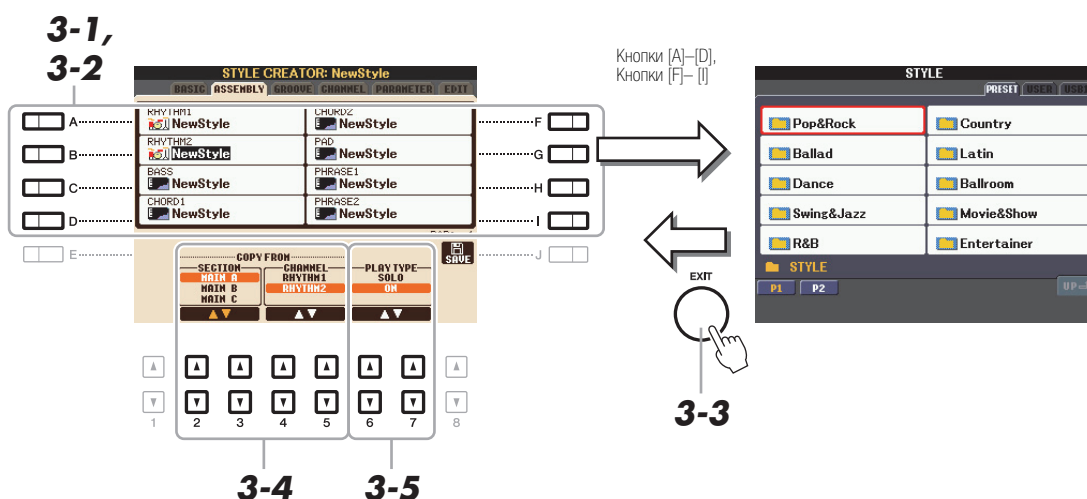 3-1,
3-2
Кнопки [A]–[D],
Кнопки [F]– [I]
STYLE CREATOR: NewStyle
BASIC ASSEMBLY GROOVE CHANNEL PARAMETER EDIT
RHYTHM1
NewStyle
CHORD2
NewStyle
RHYTHM2
NewStyle
PAD
NewStyle
BASS
NewStyle
PHRASE1
NewStyle
CHORD1
NewStyle
PHRASE2
NewStyle
A
B
C
D
E
F
G
H
I
J
SAVE
COPY FROM
SECTION
MAIN A
MAIN B
MAIN C
CHANNEL
RHYTHM1
RHYTHM2
PLAY TYPE
SOLO
ON
1 2 3 4 5 6 7 8
3-4
3-5
EXIT
3-3
STYLE
PRESET USER USB1
Pop&Rock
Country
Ballad
Latin
Dance
Ballroom
Swing&Jazz
Movie&Show
R&B
Entertainer
STYLE
P1 P2
UP